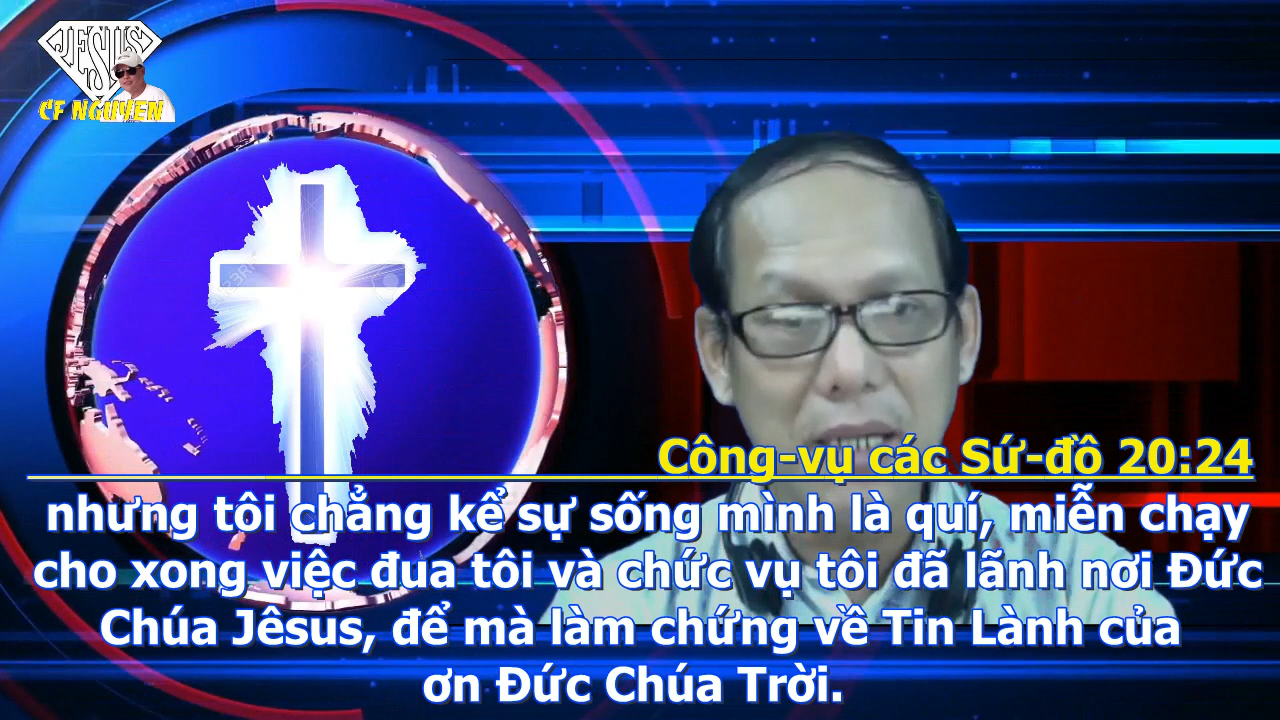 JESUS
CF NGUYEN
Công-vụ các Sứ-đồ 20:24
nhưng tôi chẳng kể sự sống mình là quí, miễn chạy
cho xong việc đua tôi và chức vụ tôi đã lãnh nơi Đức
Chúa Jêsus, để mà làm chứng về Tin Lành của
ơn Đức Chúa Trời.